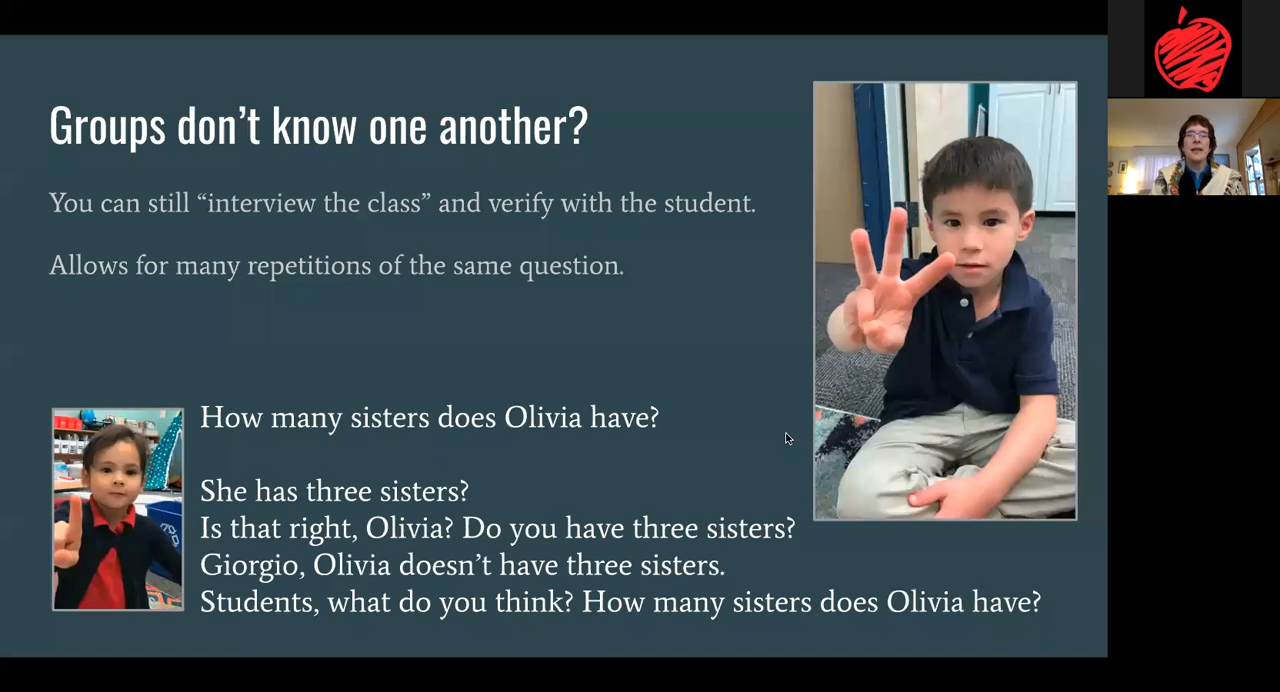 Groups don’t know one another?
You can still “interview the class” and verify with the student.
Allows for many repetitions of the same question.
How many sisters does Olivia have?
She has three sisters?
Is that right, Olivia? Do you have three sisters?
Giorgio, Olivia doesn’t have three sisters.
Students, what do you think? How many sisters does Olivia have?